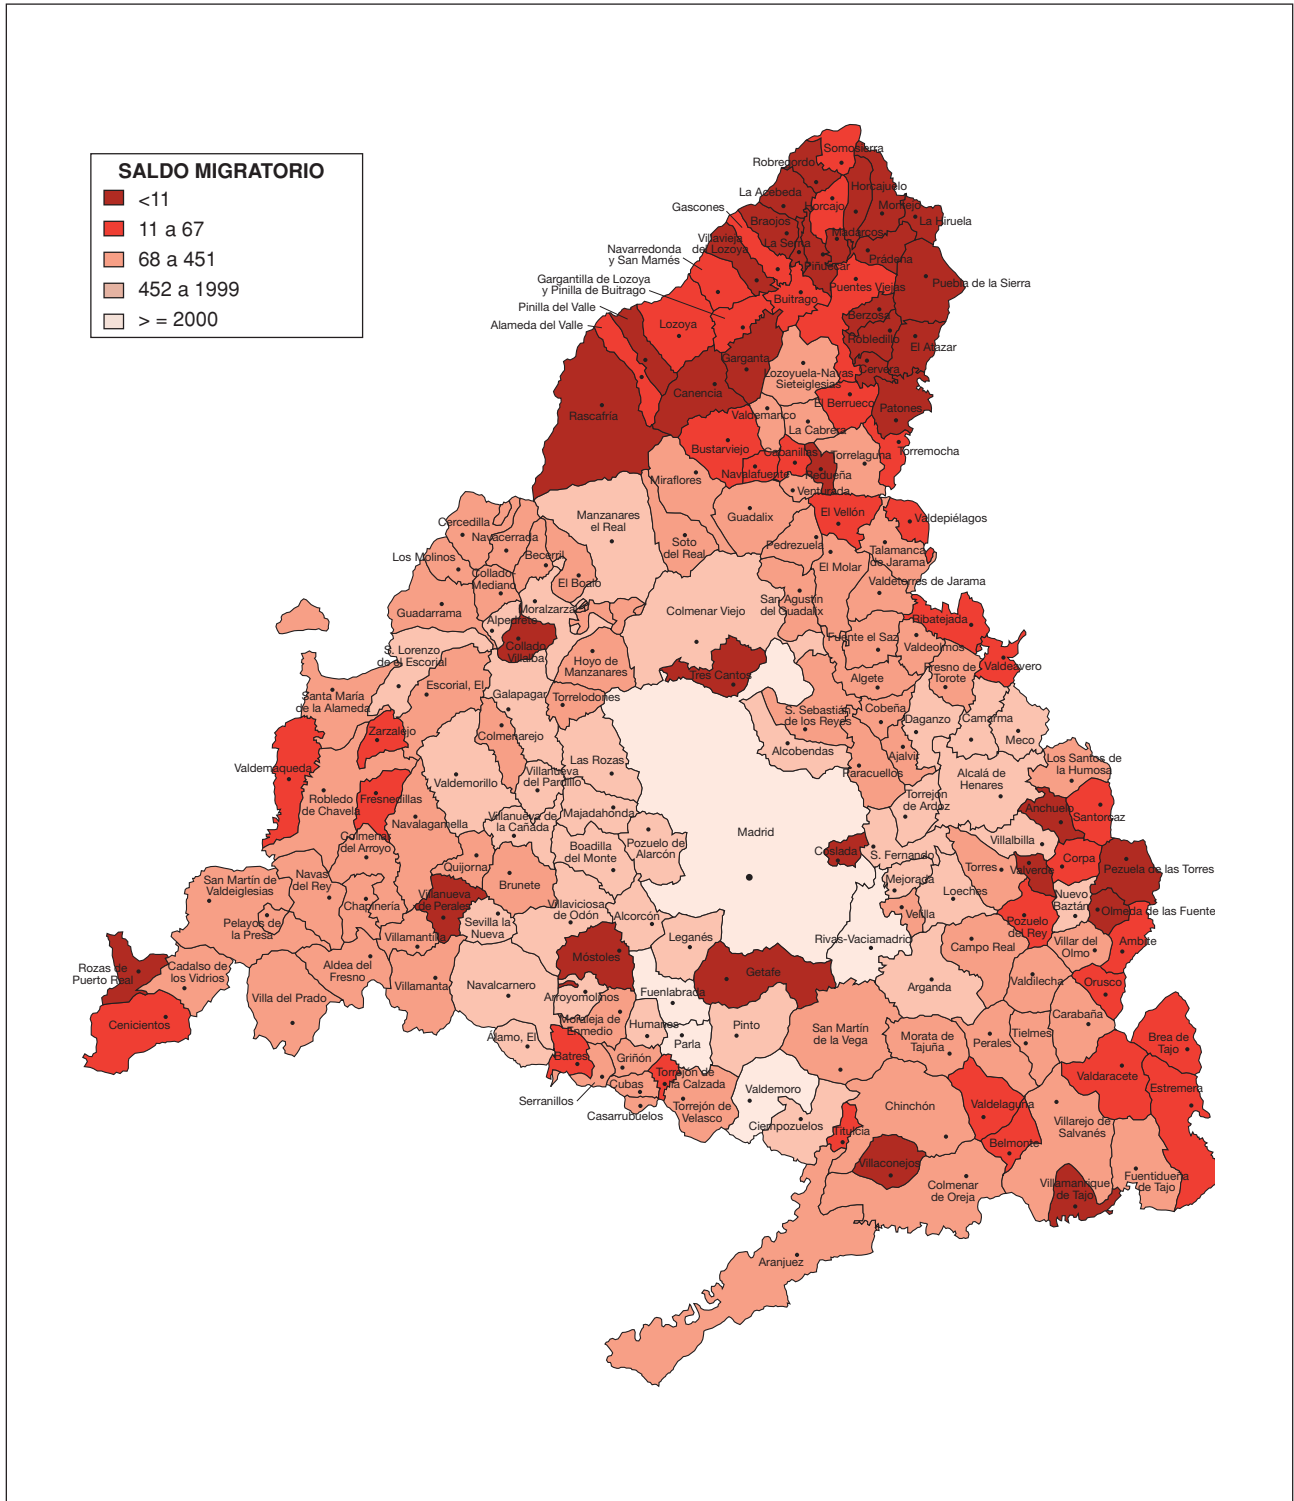 SALDO MIGRATORIO
<11
11 a 67
68 a 451
452 a 1999
> = 2000
Somosierra
Robregordo
Horcajuelo
La Acebeda
Horcajo
Montejo
Gascones
Braojos
La Hiruela
Madarcos
Villavieja
del Lozoya
La Serna
Navarredonda
y San Mamés
Prádena
Piñuécar
Gargantilla de Lozoya
y Pinilla de Buitrago
Puentes Viejas
Puebla de la Sierra
Buitrago
Pinilla del Valle
Berzosa
Alameda del Valle
Lozoya
Robledillo
El Atazar
Garganta
Cervera
Lozoyuela-Navas
Sieteiglesias
Canencia
El Berrueco
Patones
Rascafría
Valdemanco
La Cabrera
Bustarviejo
Cabanillas
Torrelaguna
Torremocha
Navalafuente
Redueña
Miraflores
Venturada
Manzanares
el Real
Guadalix
El Vellón
Valdepiélagos
Cercedilla
Navacerrada
Soto
del Real
Pedrezuela
Talamanca
de Jarama
Los Molinos
Becerril
El Molar
Collado-
Mediano
El Boalo
Valdetorres de Jarama
Guadarrama
Moralzarzal
Colmenar Viejo
San Agustín
del Guadalix
Alpedrete
Ribatejada
Collado
Villalba
Fuente el Saz
Valdeolmos
S. Lorenzo
de el Escorial
Hoyo de
Manzanares
Valdeavero
Tres Cantos
Algete
Fresno de
Torote
Escorial, El
Galapagar
Torrelodones
Santa María
de la Alameda
S. Sebastián
de los Reyes
Cobeña
Daganzo
Camarma
Zarzalejo
Colmenarejo
Alcobendas
Ajalvir
Meco
Las Rozas
Los Santos de
la Humosa
Valdemaqueda
Valdemorillo
Villanueva
del Pardillo
Paracuellos
Alcalá de
Henares
Robledo
de Chavela
Fresnedillas
Torrejón
de Ardoz
Anchuelo
Santorcaz
Navalagamella
Villanueva de
la Cañada
Majadahonda
Madrid
Colmenar
del Arroyo
Boadilla
del Monte
Pozuelo de
Alarcón
Villalbilla
Coslada
S. Fernando
Corpa
Quijorna
Torres
Valverde
Pezuela de las Torres
San Martín de
Valdeiglesias
Navas
del Rey
Brunete
Mejorada
Loeches
Nuevo
Baztán
Villanueva
de Perales
Chapinería
Villaviciosa
de Odón
Velilla
Olmeda de las Fuente
Pelayos de
la Presa
Sevilla la
Nueva
Alcorcón
Pozuelo
del Rey
Villamantilla
Leganés
Rivas-Vaciamadrid
Campo Real
Villar del
Olmo
Ambite
Móstoles
Rozas de
Puerto Real
Cadalso de
los Vidrios
Aldea del
Fresno
Getafe
Villamanta
Navalcarnero
Valdilecha
Orusco
Villa del Prado
Arroyomolinos
Fuenlabrada
Arganda
Cenicientos
Moraleja de
Enmedio
Humanes
Pinto
San Martín
de la Vega
Carabaña
Álamo, El
Parla
Morata de
Tajuña
Perales
Tielmes
Brea de
Tajo
Batres
Griñón
Cubas
Torrejón de
la Calzada
Valdaracete
Serranillos
Valdemoro
Estremera
Casarrubuelos
Torrejón de
Velasco
Chinchón
Valdelaguna
Ciempozuelos
Villarejo de
Salvanés
Titulcia
Belmonte
Villaconejos
Colmenar
de Oreja
Villamanrique
de Tajo
Fuentidueña
de Tajo
Aranjuez